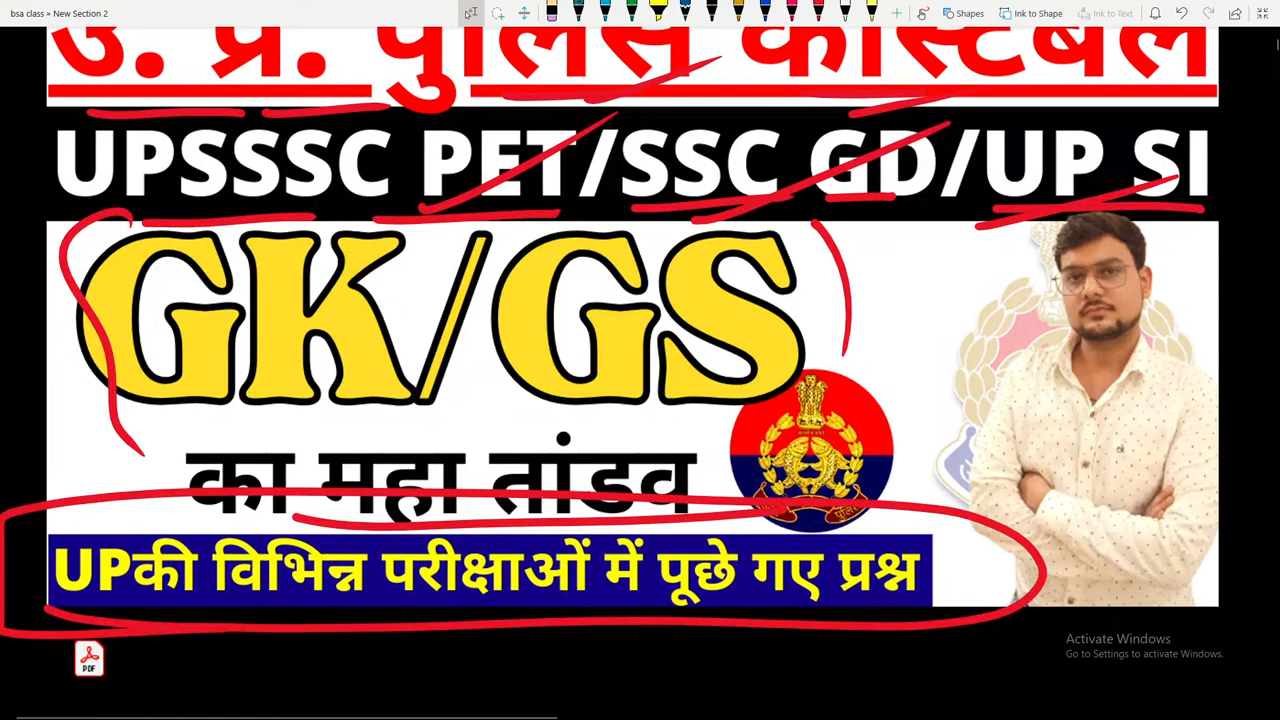 bsa class » New Section 2
Shapes
Ink to Shape
Ink to Text
उ. प्र. पुलिस कांस्टेबल
UPSSSC PET/SSC GD/UP SI
GK/GS
का महा तांडव
UPकी विभिन्न परीक्षाओं में पूछे गए प्रश्न
PDF
Activate Windows
Go to Settings to activate Windows.